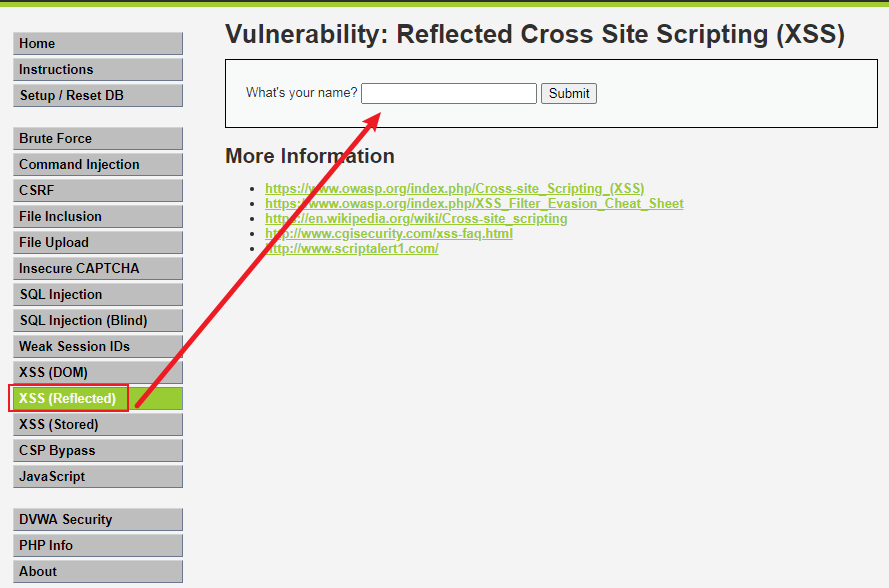 Home
Instructions
Setup / Reset DB
Brute Force
Command Injection
CSRF
File Inclusion
File Upload
Insecure CAPTCHA
SQL Injection
SQL Injection (Blind)
Weak Session IDs
XSS (DOM)
XSS (Reflected)
XSS (Stored)
CSP Bypass
JavaScript
DVWA Security
PHP Info
About
Vulnerability: Reflected Cross Site Scripting (XSS)
What's your name? Submit
More Information
https://www.owasp.org/index.php/Cross-site_Scripting_(XSS)
https://www.owasp.org/index.php/XSS_Filter_Evasion_Cheat_Sheet
https://en.wikipedia.org/wiki/Cross-site_scripting
http://www.cgisecurity.com/xss-faq.html
http://www.scriptalert1.com/